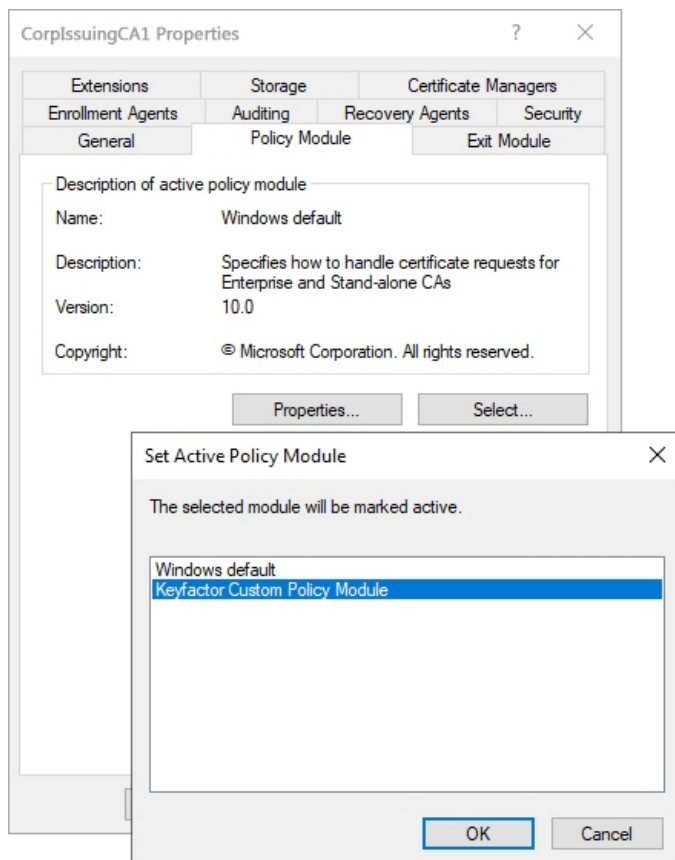 CorpIssuingCA1 Properties
?
Extensions
Storage
Certificate Managers
Enrollment Agents
Auditing
Recovery Agents
Security
General
Policy Module
Exit Module
Description of active policy module
Name:
Windows default
Description:
Specifies how to handle certificate requests for
Enterprise and Stand-alone CAs
Version:
10.0
Copyright:
© Microsoft Corporation. All rights reserved.
Properties...
Select...
Set Active Policy Module
The selected module will be marked active.
Windows default
Keyfactor Custom Policy Module
OK
Cancel